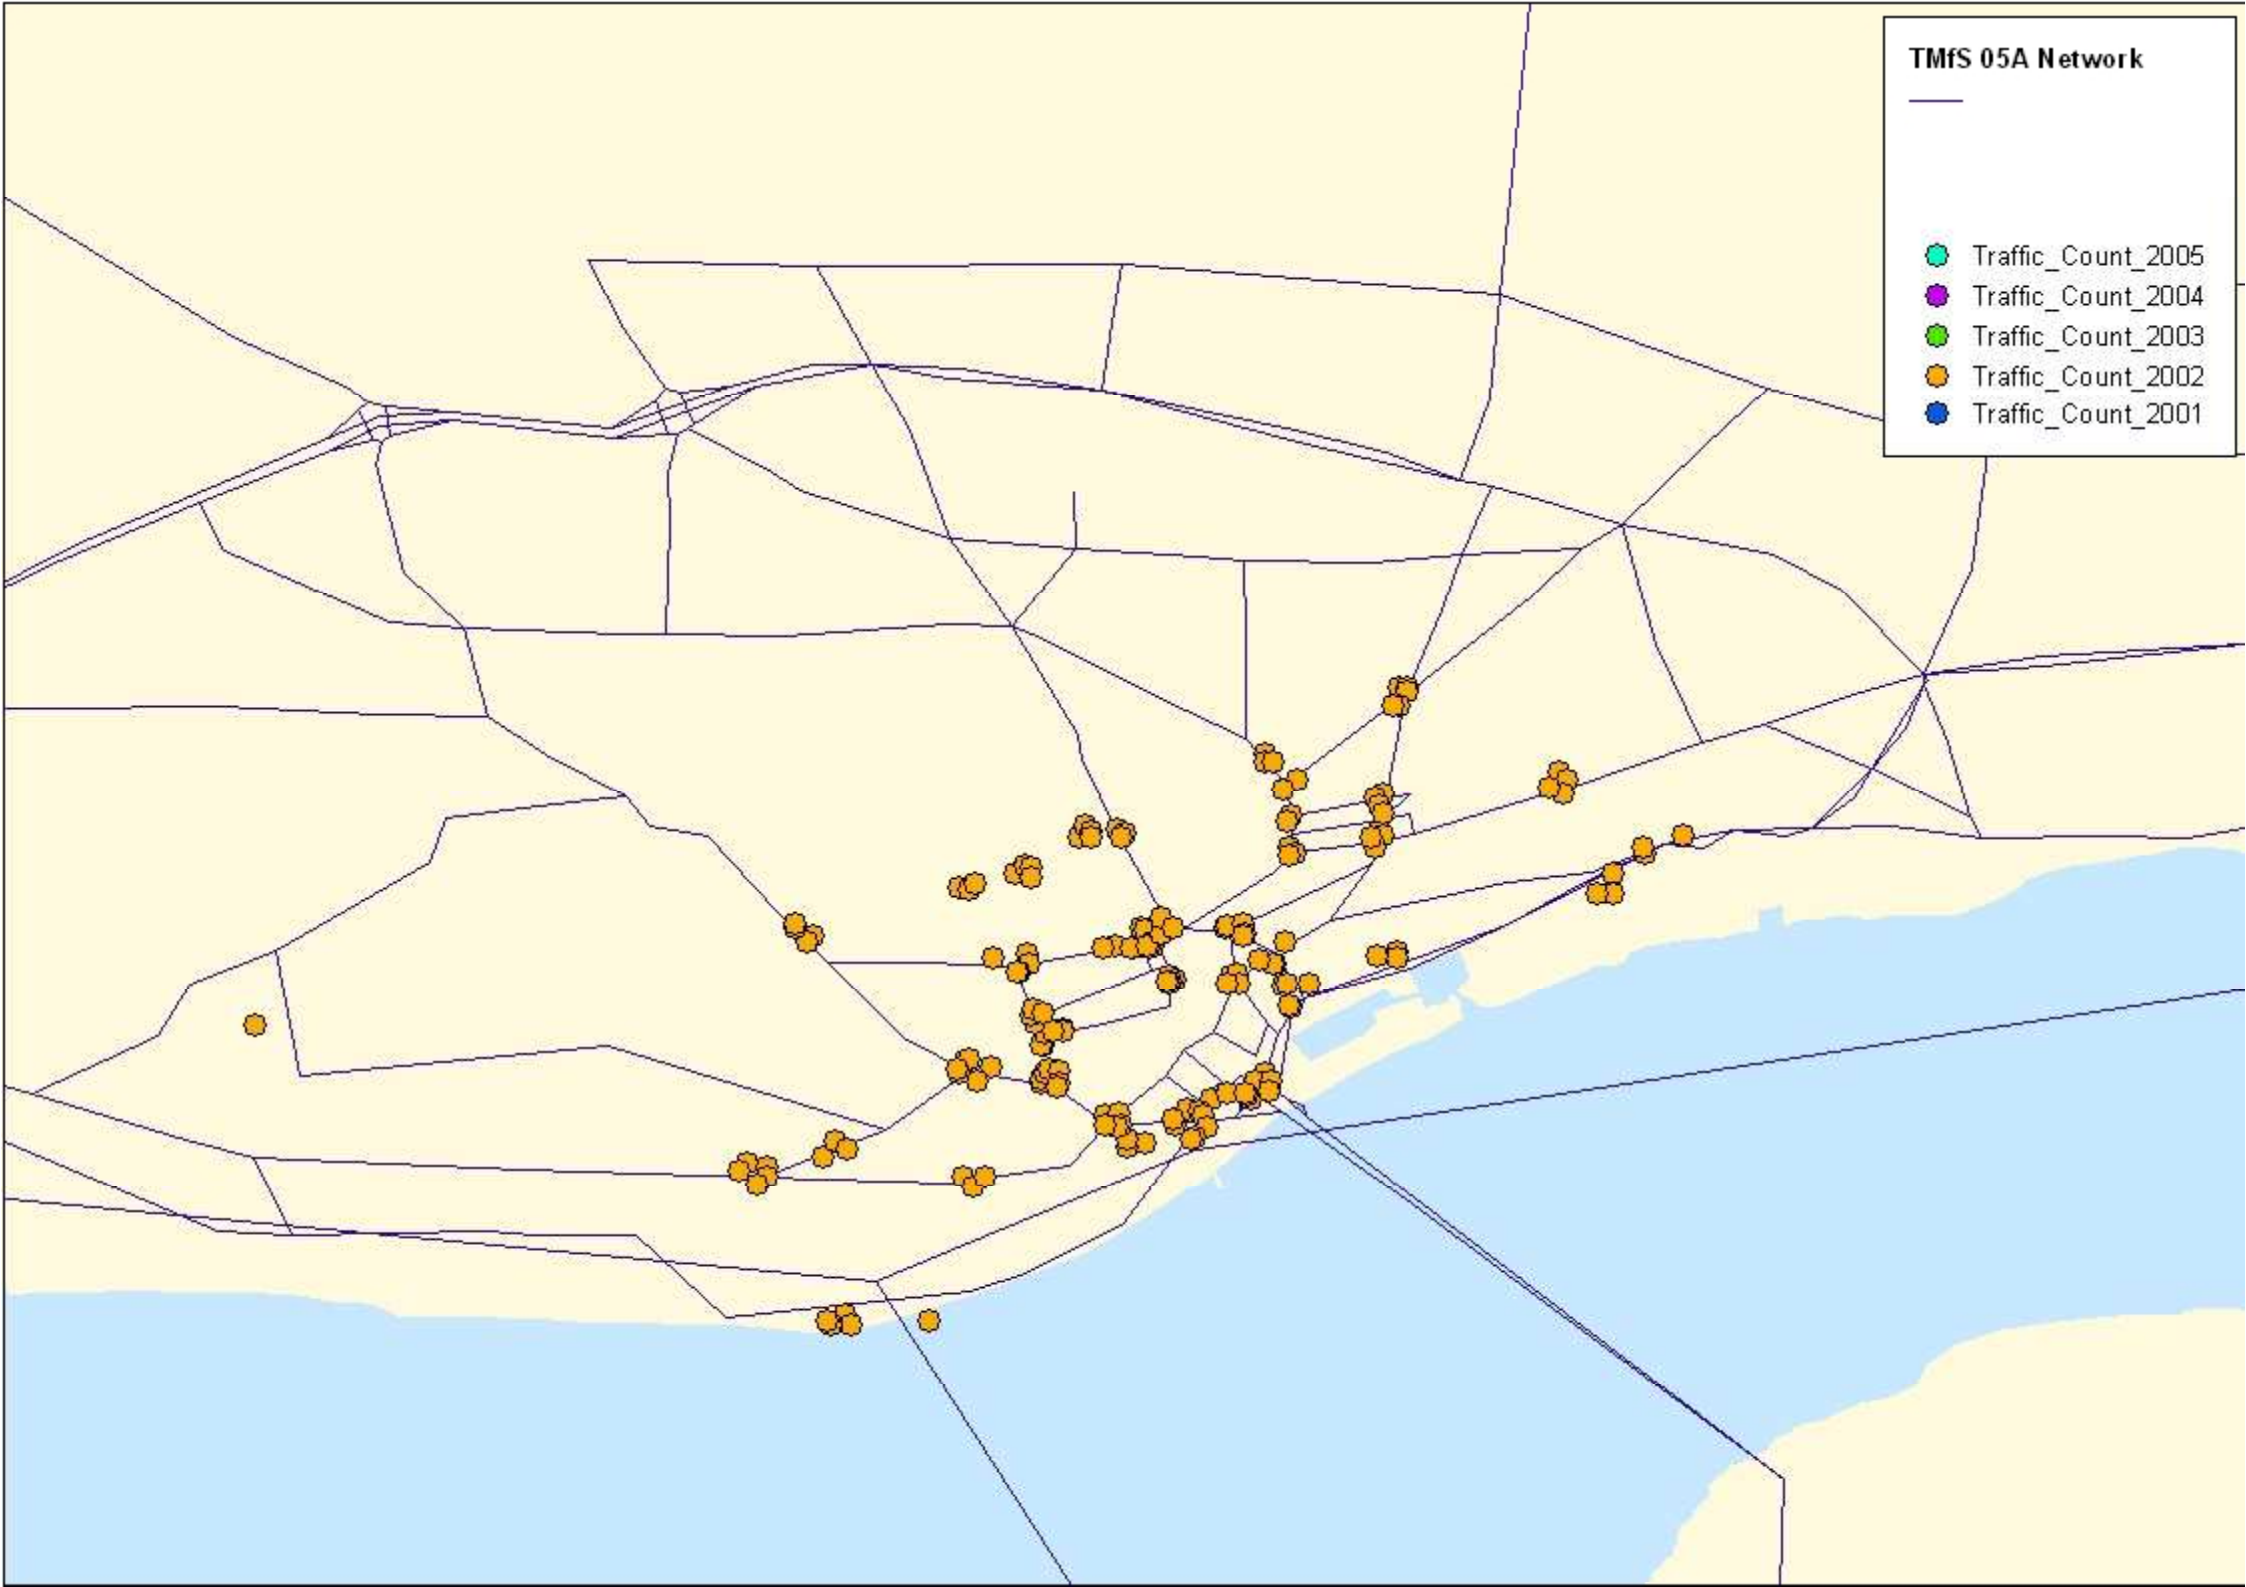 TMfS 05A Network
Traffic_Count_2005
Traffic_Count_2004
Traffic_Count_2003
Traffic_Count_2002
Traffic_Count_2001